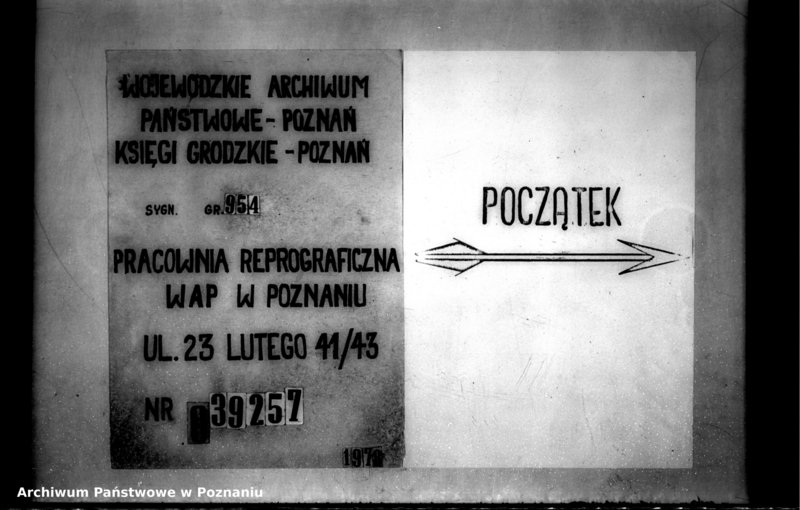 WOJEWÓDZKIE ARCHIWUM
PAŃSTWOWE - POZNAŃ
KSIĘGI GRODZKIE - POZNAŃ
SYGN. GR. 954
PRACOWNIA REPROGRAFICZNA
WAP W POZNANIU
UL. 23 LUTEGO 41/43
NR 039257
POCZĄTEK
Archiwum Państwowe w Poznaniu